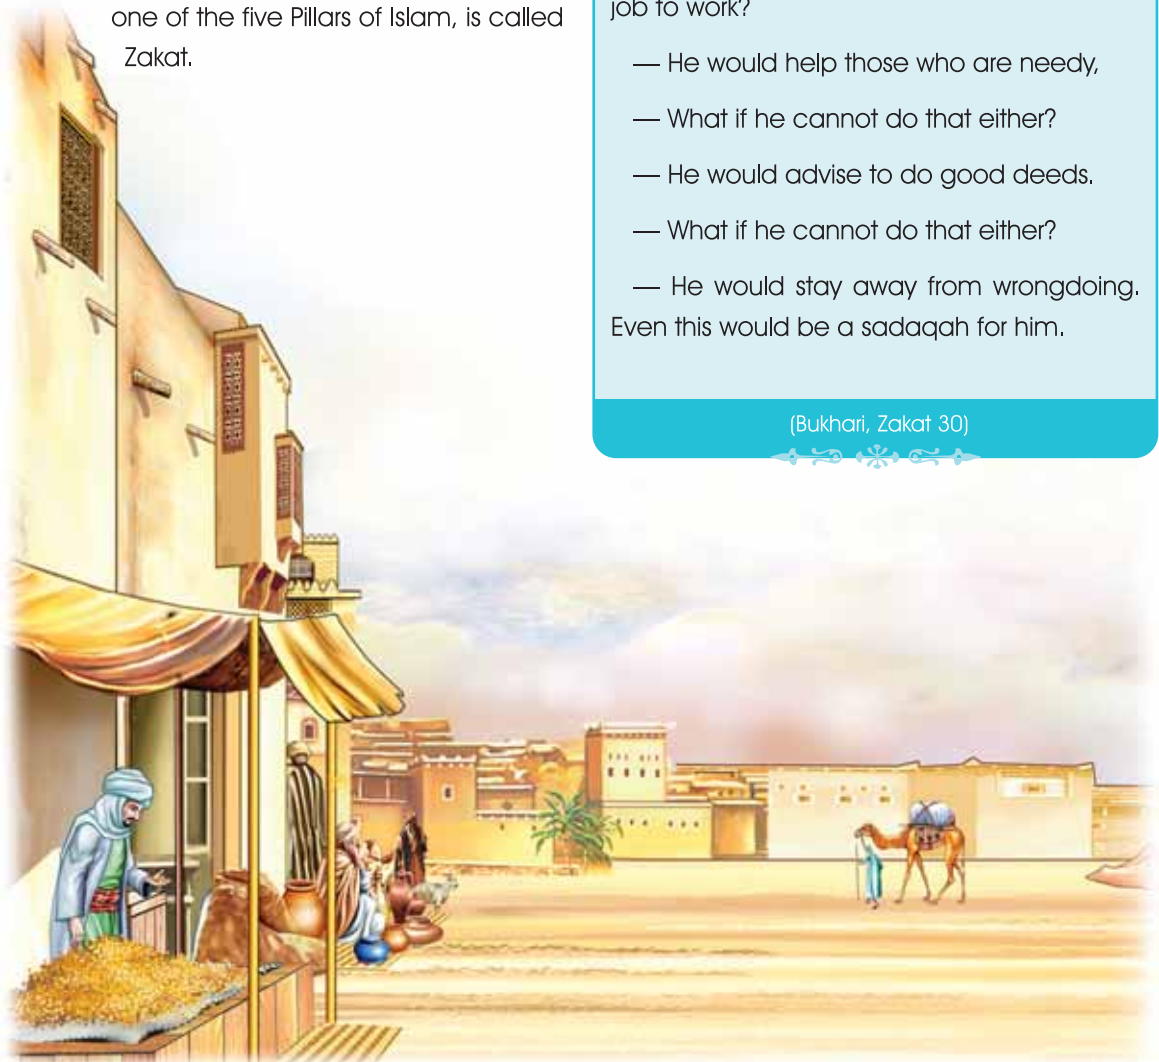 one of the five Pillars of Islam, is called
Zakat.
job to work?
— He would help those who are needy,
— What if he cannot do that either?
— He would advise to do good deeds.
— What if he cannot do that either?
— He would stay away from wrongdoing.
Even this would be a sadaqah for him.
(Bukhari, Zakat 30)